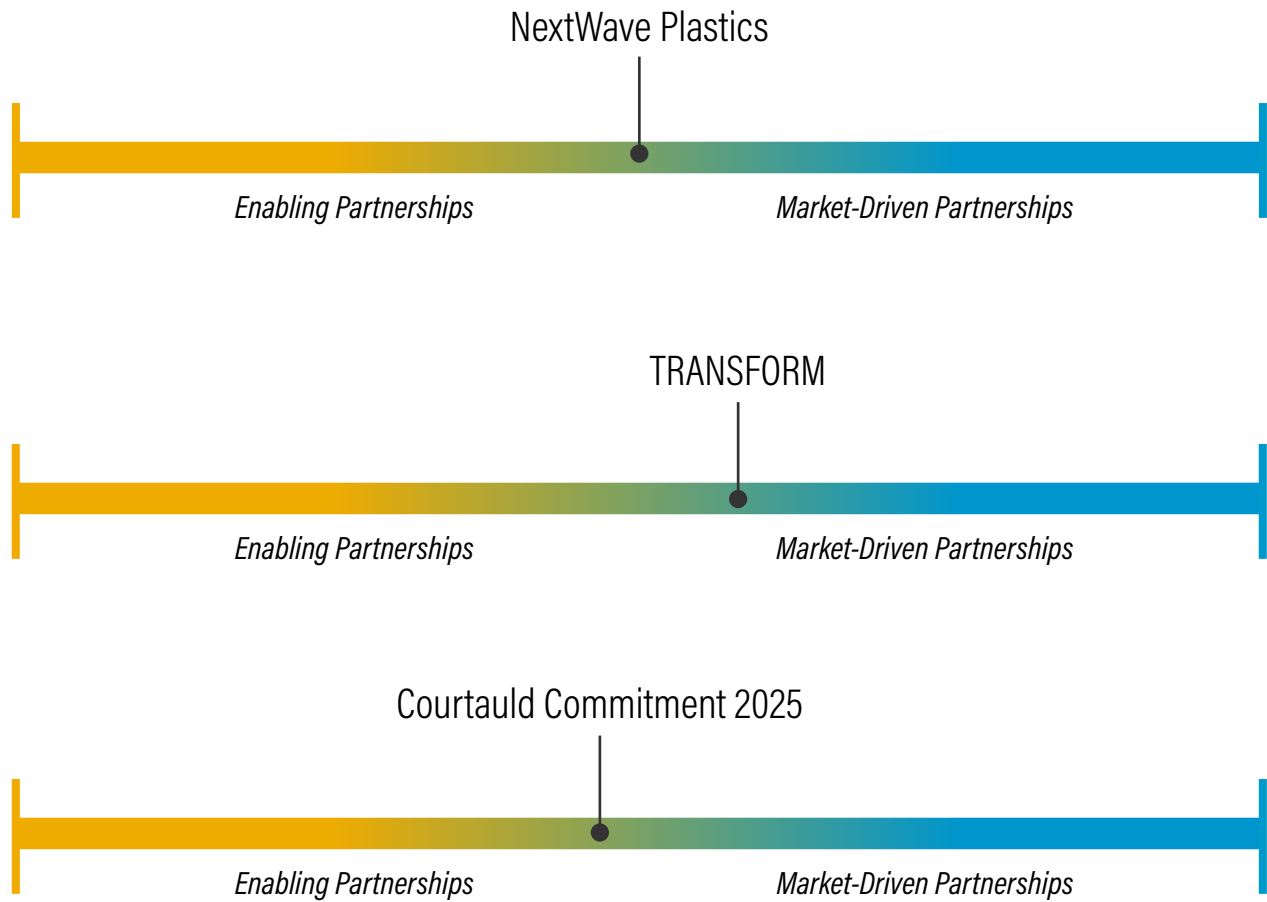 NextWave Plastics
Enabling Partnerships
Market-Driven Partnerships
TRANSFORM
Enabling Partnerships
Market-Driven Partnerships
Courtauld Commitment 2025
Enabling Partnerships
Market-Driven Partnerships